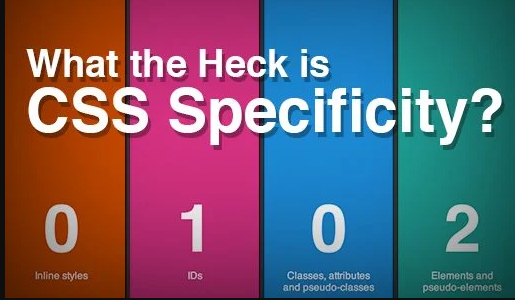 What the Heck is
CSS Specificity?
0 1 0 2
Inline styles IDs Classes, attributes Elements and
and pseudo-classes pseudo-elements